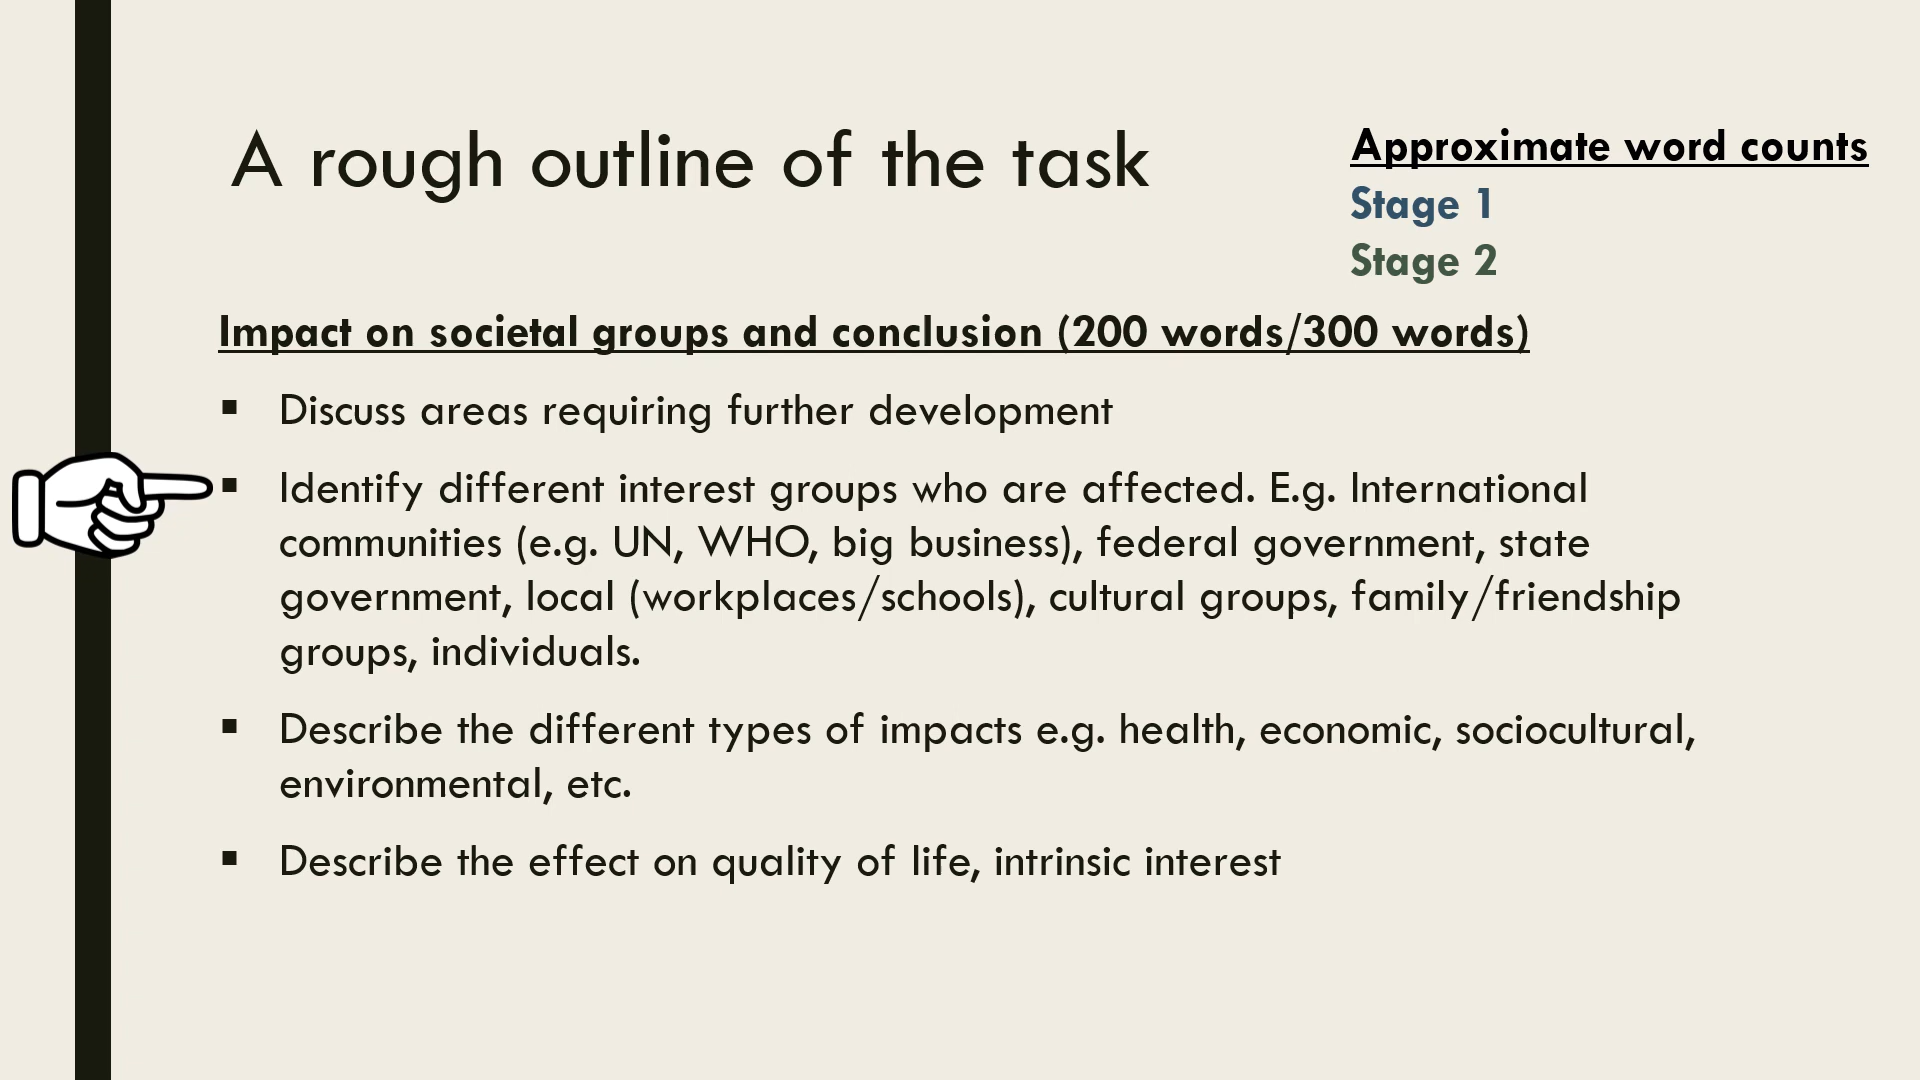 A rough outline of the task
Approximate word counts
Stage 1
Stage 2
Impact on societal groups and conclusion (200 words/300 words)
▪ Discuss areas requiring further development
▪ Identify different interest groups who are affected. E.g. International
communities (e.g. UN, WHO, big business), federal government, state
government, local (workplaces/schools), cultural groups, family/friendship
groups, individuals.
▪ Describe the different types of impacts e.g. health, economic, sociocultural,
environmental, etc.
▪ Describe the effect on quality of life, intrinsic interest